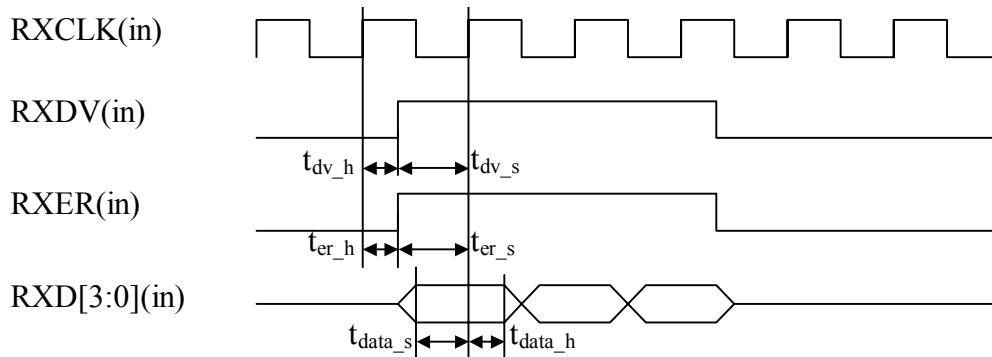 RXCLK(in)
RXDV(in)
tdv_h tdv_s
RXER(in)
ter_h ter_s
RXD[3:0](in)
tdata_s tdata_h